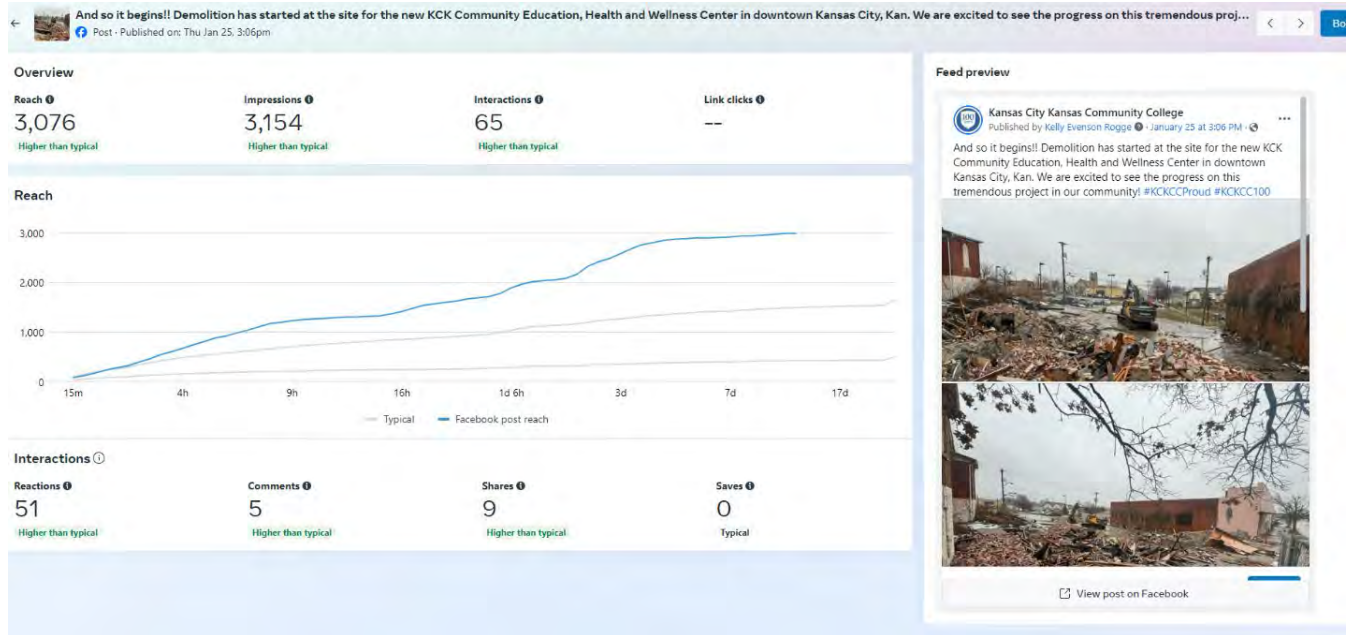 And so it begins!! Demolition has started at the site for the new KCK Community Education, Health and Wellness Center in downtown Kansas City, Kan. We are excited to see the progress on this tremendous proj...
Post · Published on: Thu Jan 25, 3:06pm
Bo
Overview
Reach
Impressions
Interactions
Link clicks
3,076
3,154
65
--
Higher than typical
Higher than typical
Higher than typical
Reach
3,000
2,000
1,000
0
15m
4h
9h
16h
1d 6h
3d
7d
17d
Typical
Facebook post reach
Interactions
Reactions
Comments
Shares
Saves
51
5
9
0
Higher than typical
Higher than typical
Higher than typical
Typical
Feed preview
100
Kansas City Kansas Community College
Published by Kelly Evenson Rogge · January 25 at 3:06 PM ·
And so it begins!! Demolition has started at the site for the new KCK
Community Education, Health and Wellness Center in downtown
Kansas City, Kan. We are excited to see the progress on this
tremendous project in our community! #KCKCCProud #KCKCC100
View post on Facebook